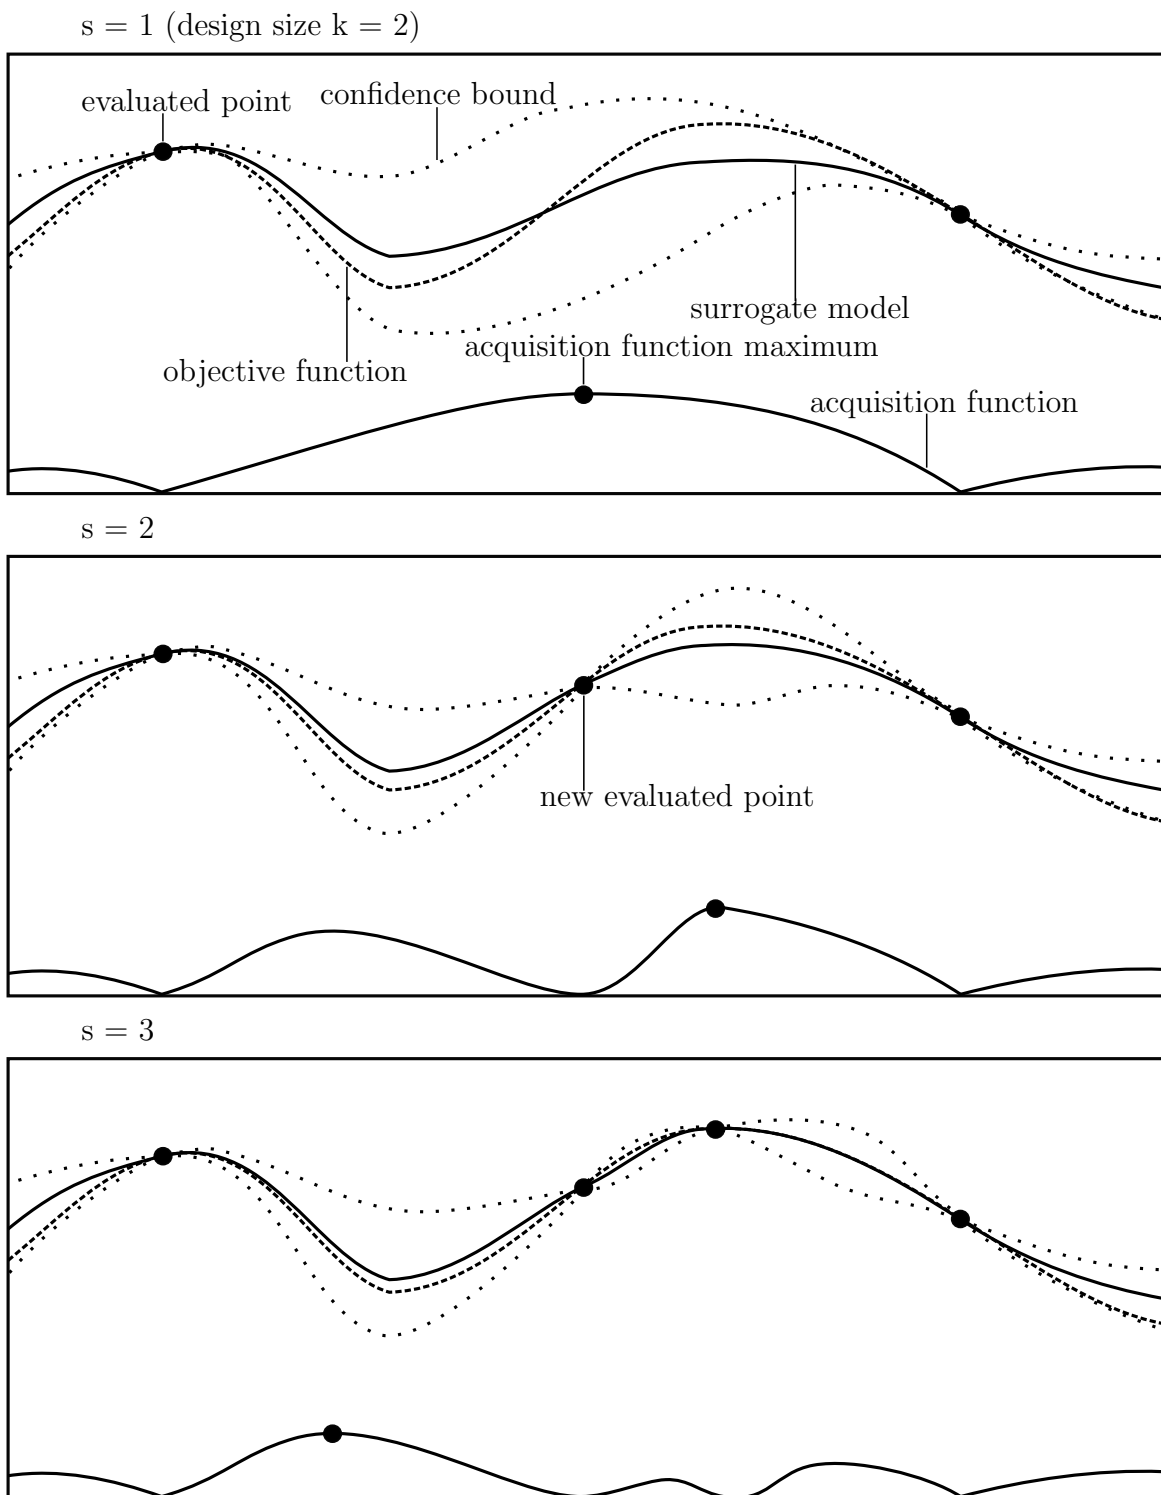 s = 1 (design size k = 2)
evaluated point
confidence bound
surrogate model
acquisition function maximum
objective function
acquisition function
s = 2
new evaluated point
s = 3